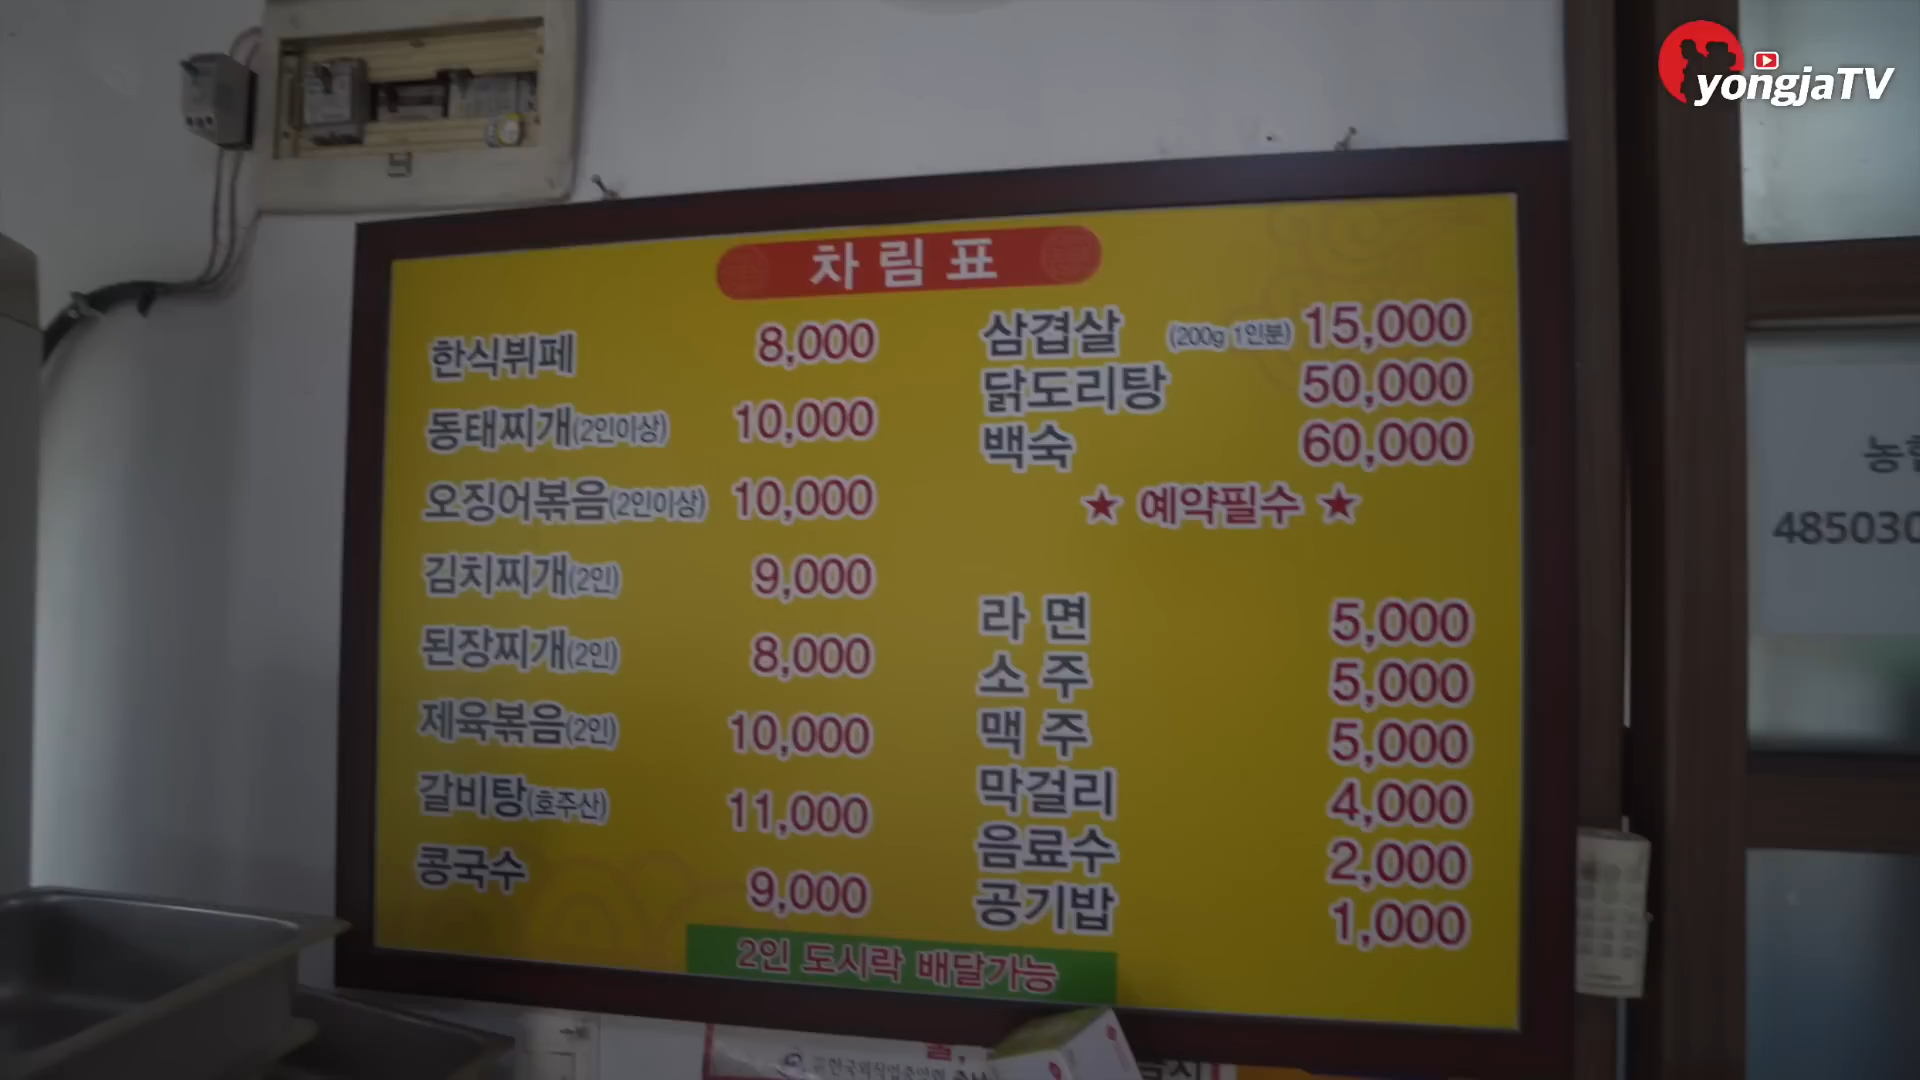 yongjaTV
차림표
한식뷔페 8,000
동태찌개(2인이상) 10,000
오징어볶음(2인이상) 10,000
김치찌개(2인) 9,000
된장찌개(2인) 8,000
제육볶음(2인) 10,000
갈비탕(호주산) 11,000
콩국수 9,000
삼겹살 (200g 1인분) 15,000
닭도리탕 50,000
백숙 60,000
★ 예약필수 ★
라면 5,000
소주 5,000
맥주 5,000
막걸리 4,000
음료수 2,000
공기밥 1,000
2인 도시락 배달가능
485030